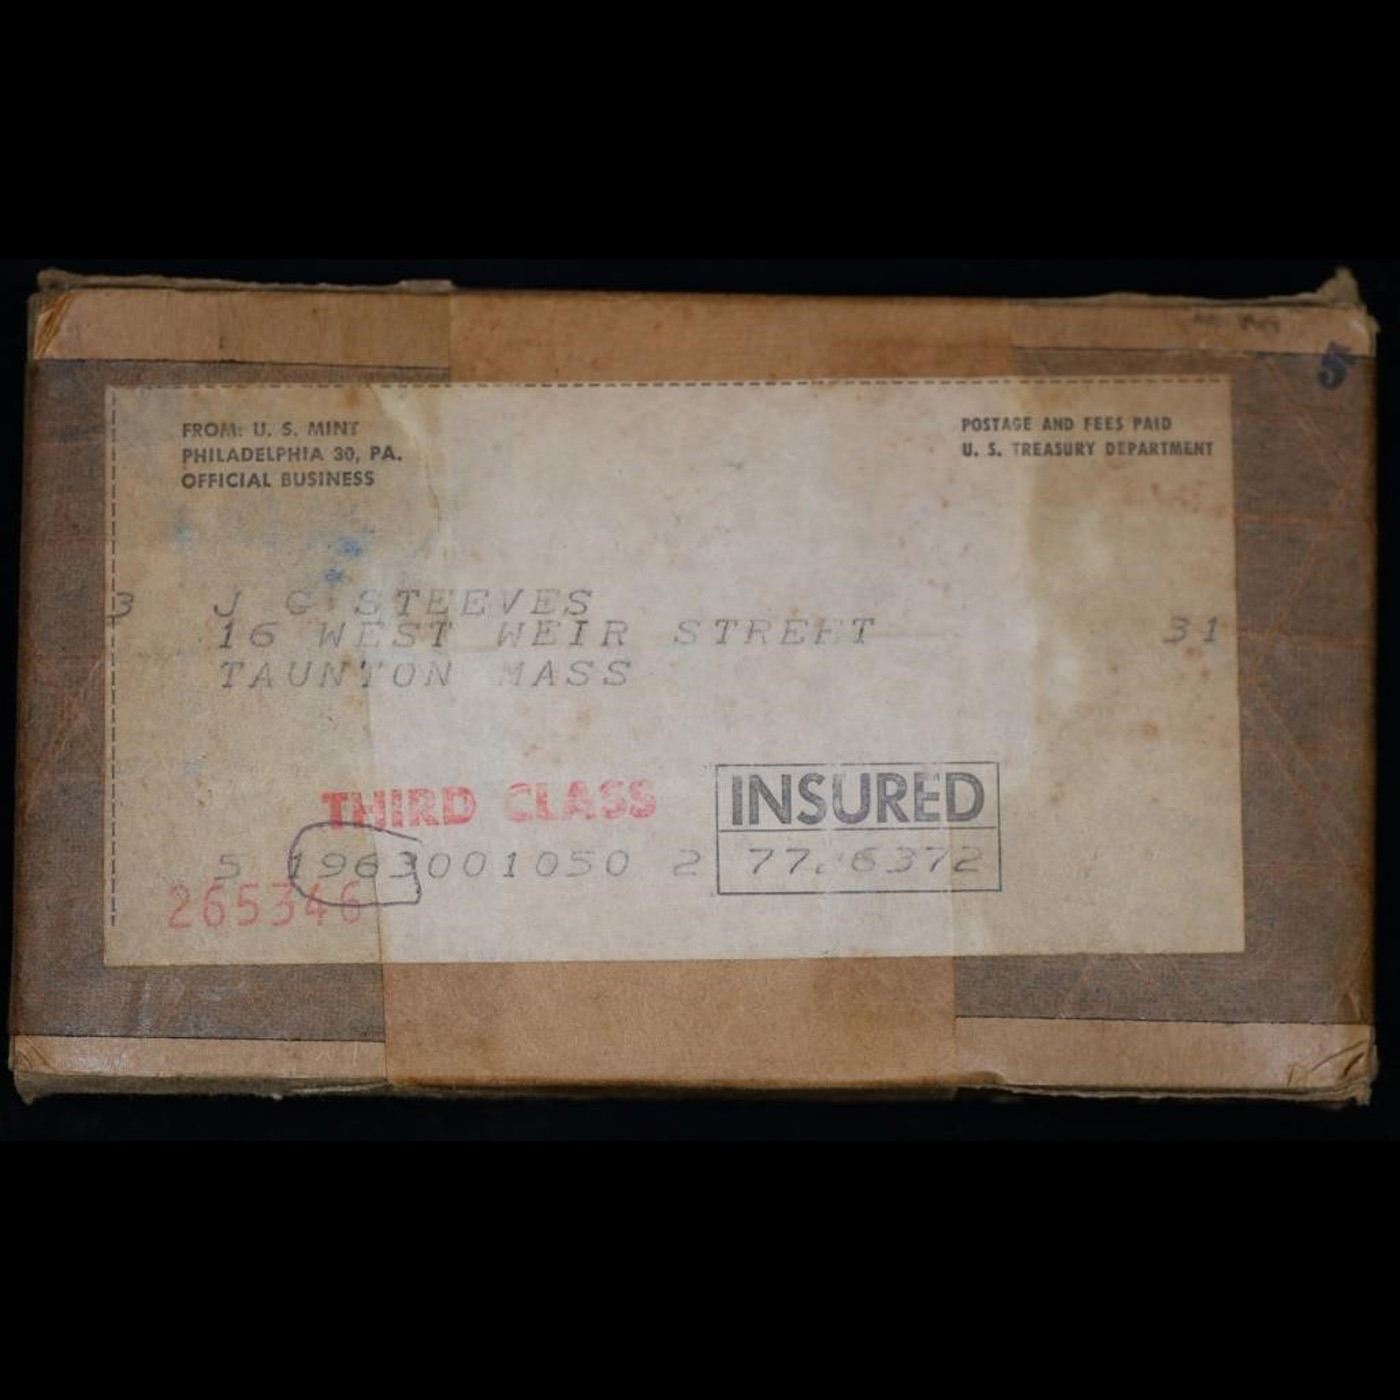 FROM: U. S. MINT
PHILADELPHIA 30, PA.
OFFICIAL BUSINESS
POSTAGE AND FEES PAID
U. S. TREASURY DEPARTMENT
5
3 J G STEEVES
16 WEST WEIR STREET 31
TAUNTON MASS
THIRD CLASS
INSURED
5 1963001050 2
265346